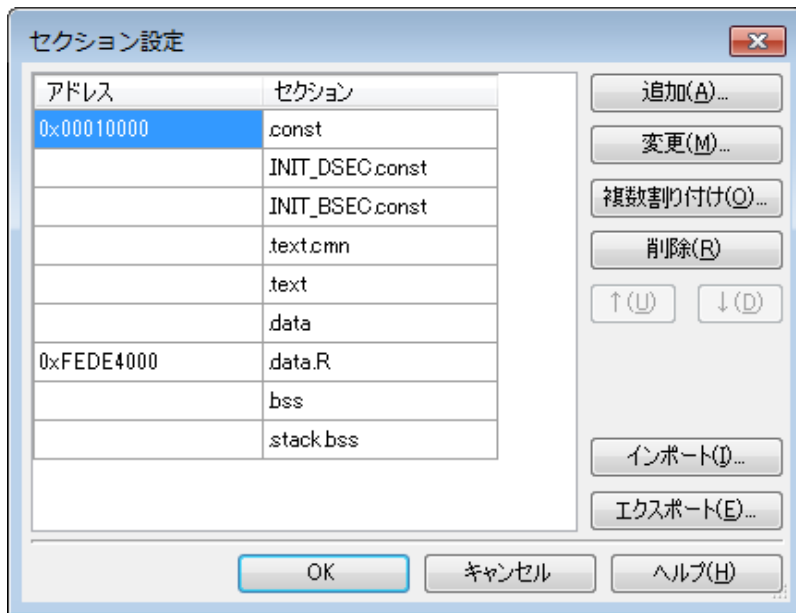 セクション設定
アドレス セクション
0x00010000 .const
.INIT_DSEC.const
.INIT_BSEC.const
.text.cmn
.text
.data
0xFEDE4000 .data.R
.bss
.stack.bss
追加(A)...
変更(M)...
複数割り付け(O)...
削除(R)
↑(U) ↓(D)
インポート(I)...
エクスポート(E)...
OK キャンセル ヘルプ(H)